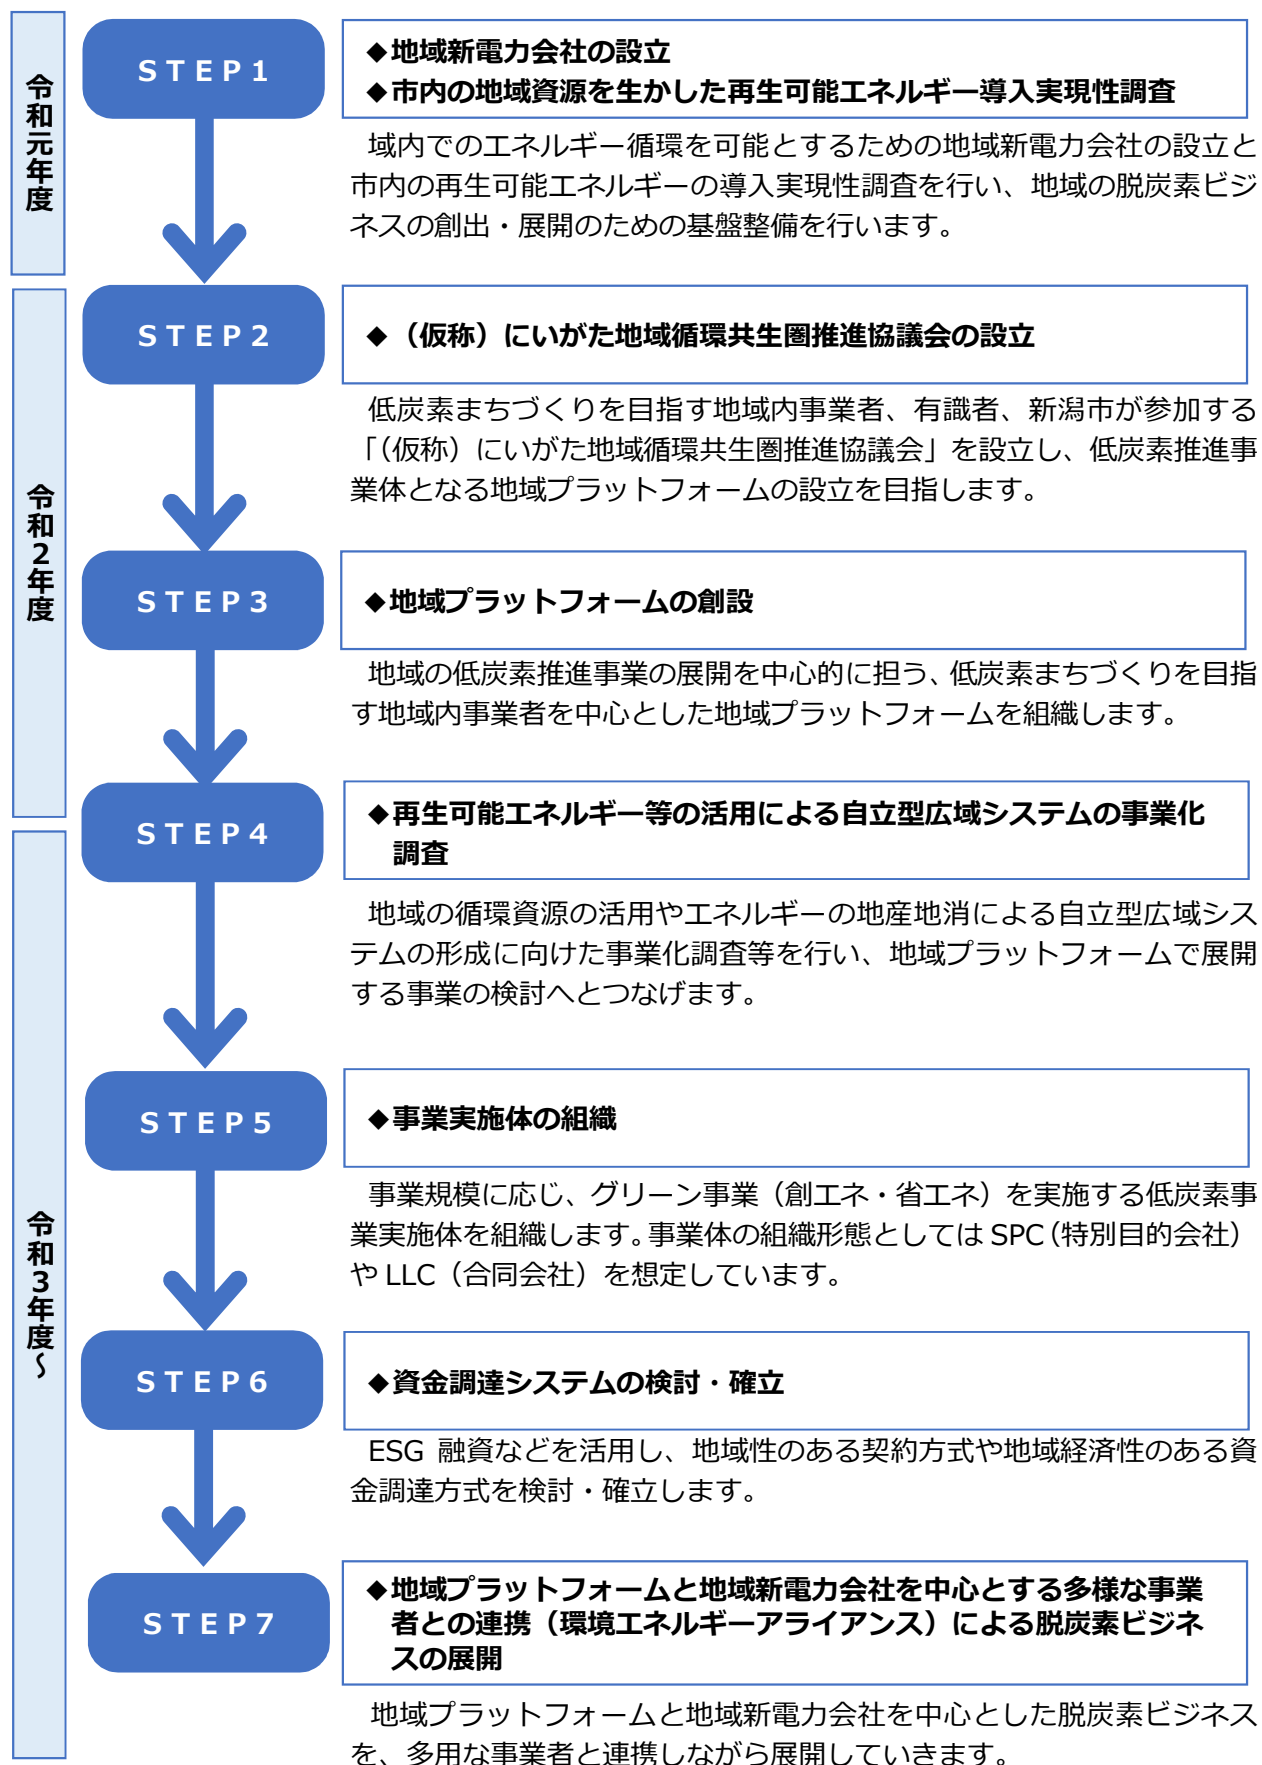 令和元年度
STEP1
◆地域新電力会社の設立
◆市内の地域資源を生かした再生可能エネルギー導入実現性調査
域内でのエネルギー循環を可能とするための地域新電力会社の設立と
市内の再生可能エネルギーの導入実現性調査を行い、地域の脱炭素ビジ
ネスの創出・展開のための基盤整備を行います。
令和2年度
STEP2
◆（仮称）にいがた地域循環共生圏推進協議会の設立
低炭素まちづくりを目指す地域内事業者、有識者、新潟市が参加する
「（仮称）にいがた地域循環共生圏推進協議会」を設立し、低炭素推進事
業体となる地域プラットフォームの設立を目指します。
STEP3
◆地域プラットフォームの創設
地域の低炭素推進事業の展開を中心的に担う、低炭素まちづくりを目指
す地域内事業者を中心とした地域プラットフォームを組織します。
令和3年度～
STEP4
◆再生可能エネルギー等の活用による自立型広域システムの事業化
調査
地域の循環資源の活用やエネルギーの地産地消による自立型広域シス
テムの形成に向けた事業化調査等を行い、地域プラットフォームで展開
する事業の検討へとつなげます。
STEP5
◆事業実施体の組織
事業規模に応じ、グリーン事業（創エネ・省エネ）を実施する低炭素事
業実施体を組織します。事業体の組織形態としては SPC（特別目的会社）
や LLC（合同会社）を想定しています。
STEP6
◆資金調達システムの検討・確立
ESG 融資などを活用し、地域性のある契約方式や地域経済性のある資
金調達方式を検討・確立します。
STEP7
◆地域プラットフォームと地域新電力会社を中心とする多様な事業
者との連携（環境エネルギーアライアンス）による脱炭素ビジネ
スの展開
地域プラットフォームと地域新電力会社を中心とした脱炭素ビジネス
を、多用な事業者と連携しながら展開していきます。